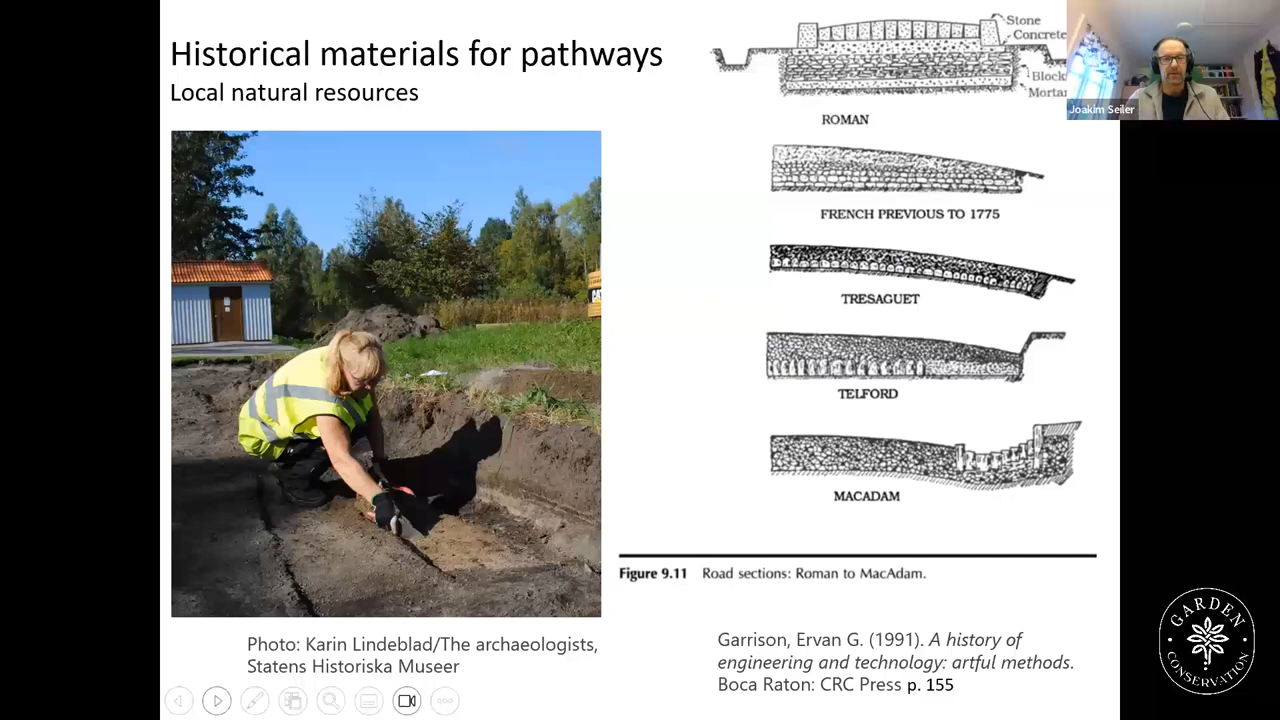 Historical materials for pathways
Local natural resources
Stone
Concrete
Block
Mortar
ROMAN
FRENCH PREVIOUS TO 1775
TRESAGUET
TELFORD
MACADAM
Figure 9.11 Road sections: Roman to MacAdam.
Photo: Karin Lindeblad/The archaeologists,
Statens Historiska Museer
Garrison, Ervan G. (1991). A history of
engineering and technology: artful methods.
Boca Raton: CRC Press p. 155
Joakim Seiler
GARDEN
CONSERVATION